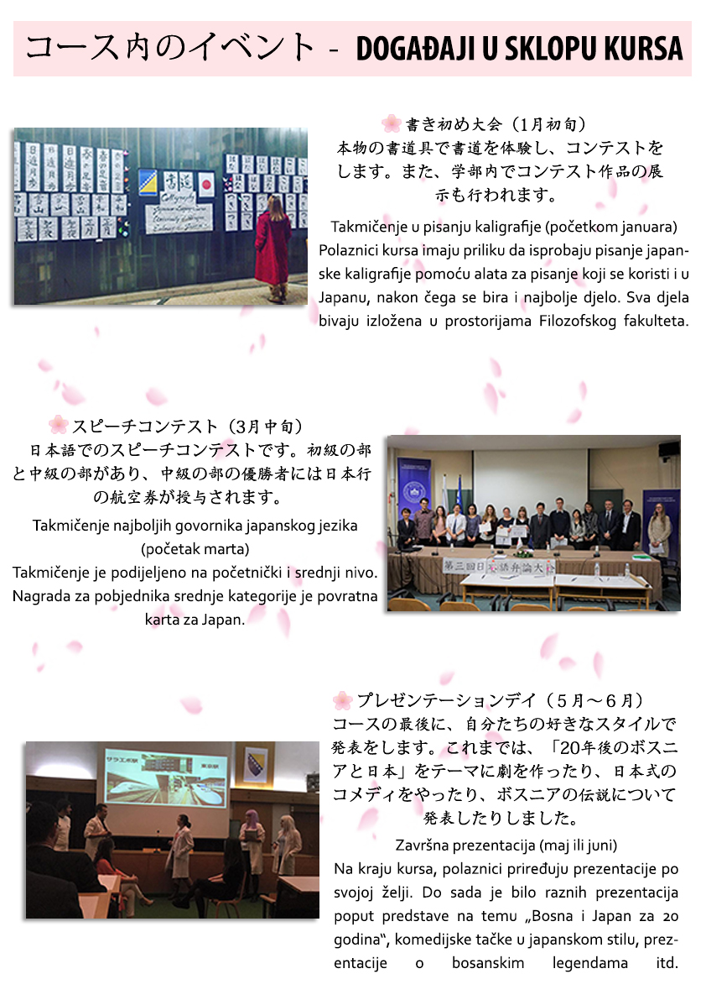 コース内のイベント - DOGAĐAJI U SKLOPU KURSA
書き初め大会（1月初旬）
本物の書道具で書道を体験し、コンテストを
します。また、学部内でコンテスト作品の展
示も行われます。
Takmičenje u pisanju kaligrafije (početkom januara)
Polaznici kursa imaju priliku da isprobaju pisanje japan-
ske kaligrafije pomoću alata za pisanje koji se koristi i u
Japanu, nakon čega se bira i najbolje djelo. Sva djela
bivaju izložena u prostorijama Filozofskog fakulteta.
書道
Calligraphy
スピーチコンテスト（3月中旬）
日本語でのスピーチコンテストです。初級の部
と中級の部があり、中級の部の優勝者には日本行
の航空券が授与されます。
Takmičenje najboljih govornika japanskog jezika
(početak marta)
Takmičenje je podijeljeno na početnički i srednji nivo.
Nagrada za pobjednika srednje kategorije je povratna
karta za Japan.
第三回日本語弁論大会
プレゼンテーションデイ（５月～６月）
コースの最後に、自分たちの好きなスタイルで
発表をします。これまでは、「20年後のボスニ
アと日本」をテーマに劇を作ったり、日本式の
コメディをやったり、ボスニアの伝説について
発表したりしました。
Završna prezentacija (maj ili juni)
Na kraju kursa, polaznici priređuju prezentacije po
svojoj želji. Do sada je bilo raznih prezentacija
poput predstave na temu „Bosna i Japan za 20
godina“, komedijske tačke u japanskom stilu, prez-
entacije o bosanskim legendama itd.
サラエボ駅 東京駅